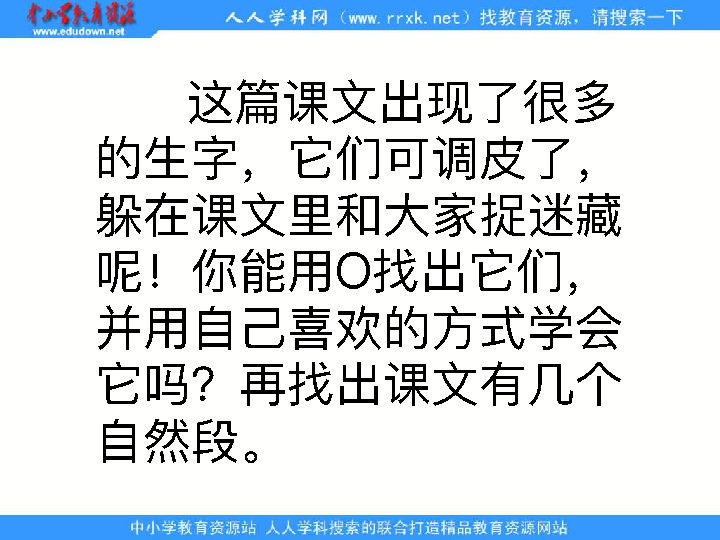 中小学教育资源
www.edudown.net
人人学科网（www.rrxk.net）找教育资源，请搜索一下
这篇课文出现了很多
的生字，它们可调皮了，
躲在课文里和大家捉迷藏
呢！你能用O找出它们，
并用自己喜欢的方式学会
它吗？再找出课文有几个
自然段。
中小学教育资源站 人人学科搜索的联合打造精品教育资源网站